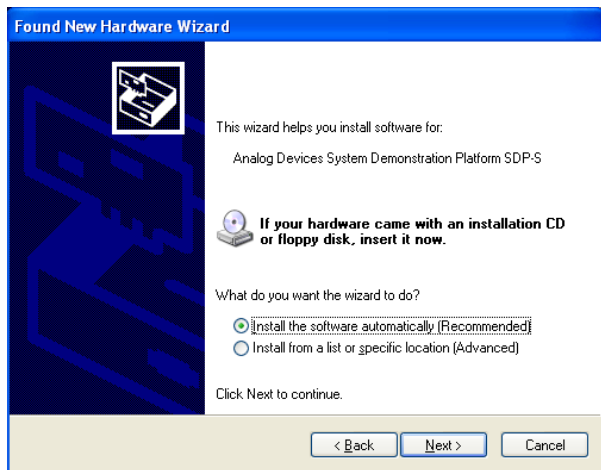 Found New Hardware Wizard
This wizard helps you install software for:
Analog Devices System Demonstration Platform SDP-S
If your hardware came with an installation CD
or floppy disk, insert it now.
What do you want the wizard to do?
Install the software automatically (Recommended)
Install from a list or specific location (Advanced)
Click Next to continue.
< Back Next > Cancel